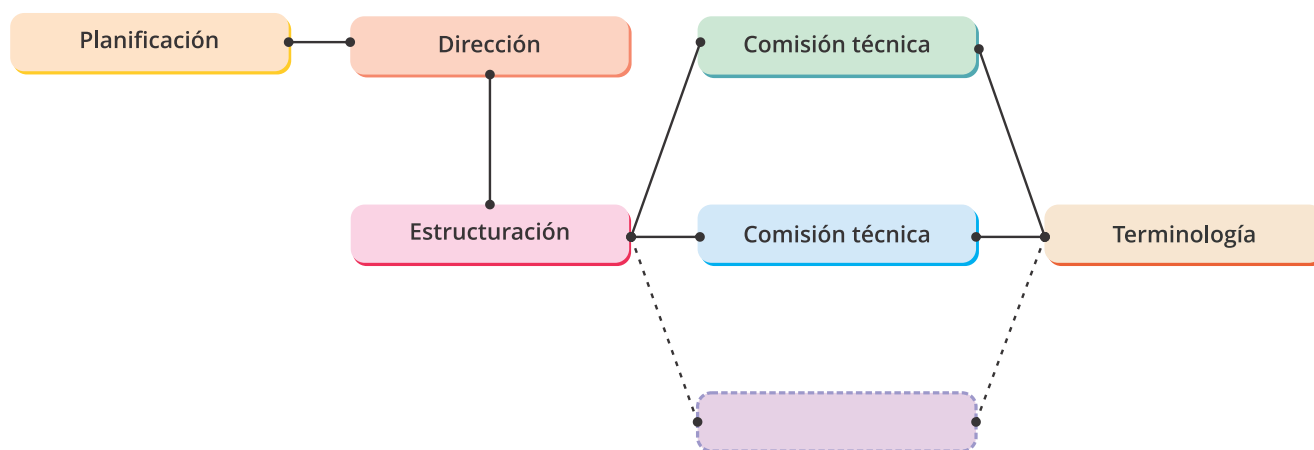 Planificación
Dirección
Comisión técnica
Estructuración
Comisión técnica
Terminología